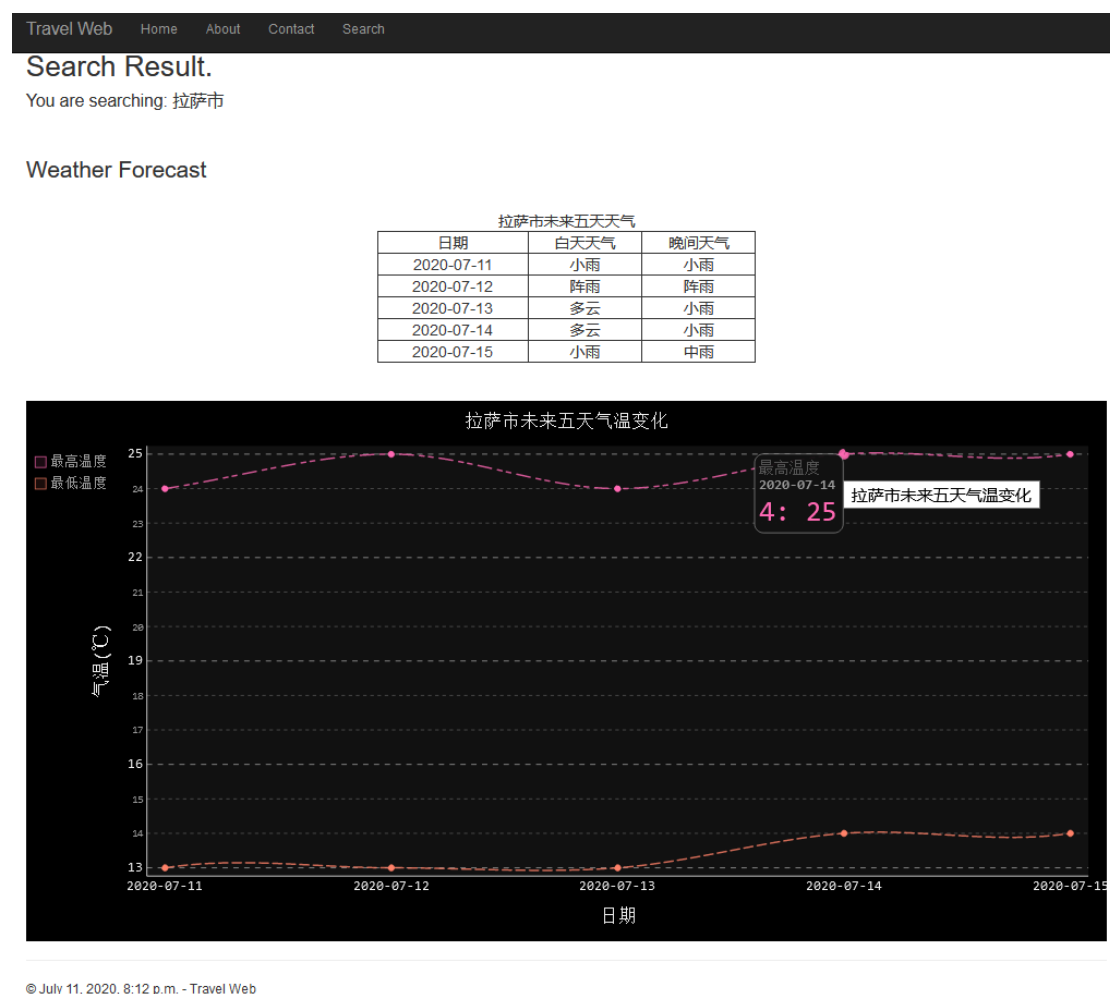 Travel Web Home About Contact Search
Search Result.
You are searching: 拉萨市
Weather Forecast
拉萨市未来五天天气
日期 白天天气 晚间天气
2020-07-11 小雨 小雨
2020-07-12 阵雨 阵雨
2020-07-13 多云 小雨
2020-07-14 多云 小雨
2020-07-15 小雨 中雨
拉萨市未来五天气温变化
最高温度
最低温度
25
24
23
22
21
20
19
18
17
16
15
14
13
气温(℃)
最高温度
2020-07-14
4: 25
拉萨市未来五天气温变化
2020-07-11 2020-07-12 2020-07-13 2020-07-14 2020-07-15
日期
© July 11, 2020, 8:12 p.m. - Travel Web